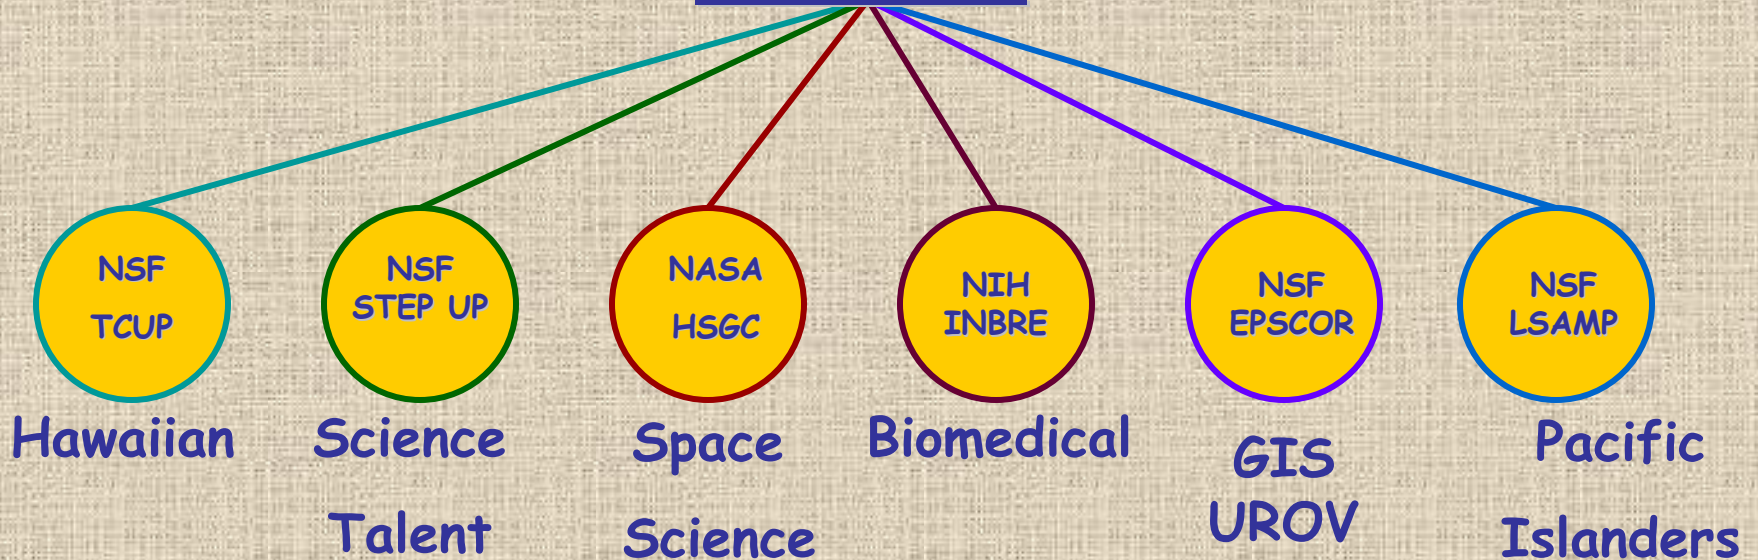 NSF
TCUP
NSF
STEP UP
NASA
HSGC
NIH
INBRE
NSF
EPSCOR
NSF
LSAMP
Hawaiian
Science
Talent
Space
Science
Biomedical
GIS
UROV
Pacific
Islanders